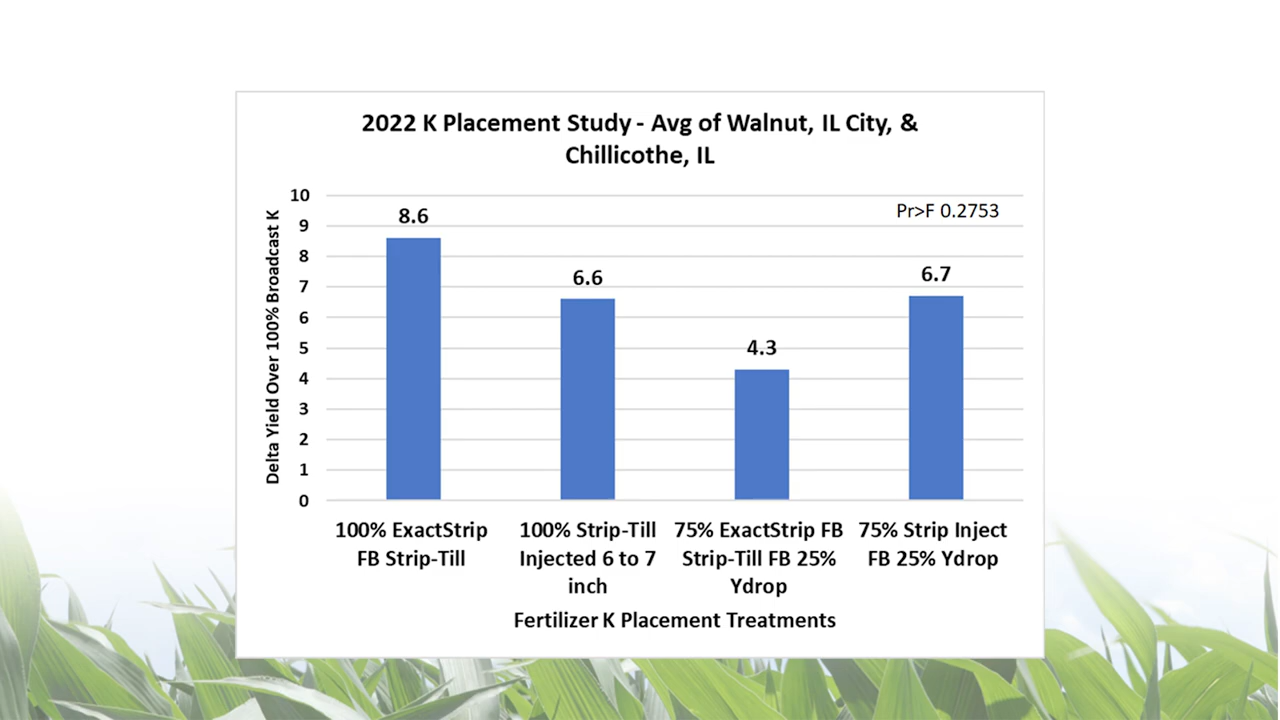 2022 K Placement Study - Avg of Walnut, IL City, &
Chillicothe, IL
Delta Yield Over 100% Broadcast K
10
9
8
7
6
5
4
3
2
1
0
8.6
6.6
4.3
6.7
Pr>F 0.2753
100% ExactStrip
FB Strip-Till
100% Strip-Till
Injected 6 to 7
inch
75% ExactStrip FB
Strip-Till FB 25%
Ydrop
75% Strip Inject
FB 25% Ydrop
Fertilizer K Placement Treatments